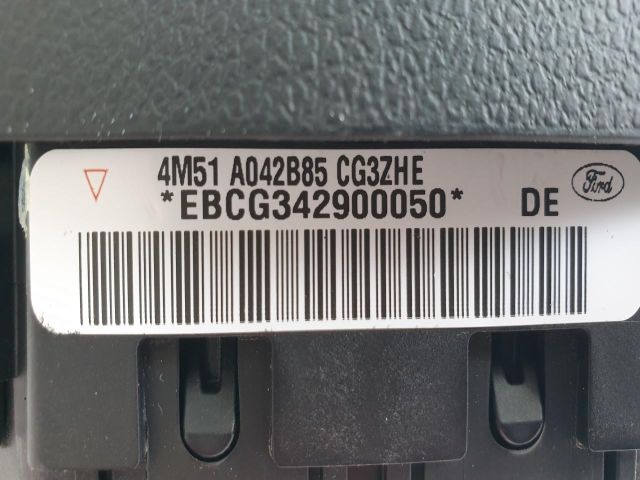 4M51 A042B85 CG3ZHE
*EBCG342900050*
DE
Ford